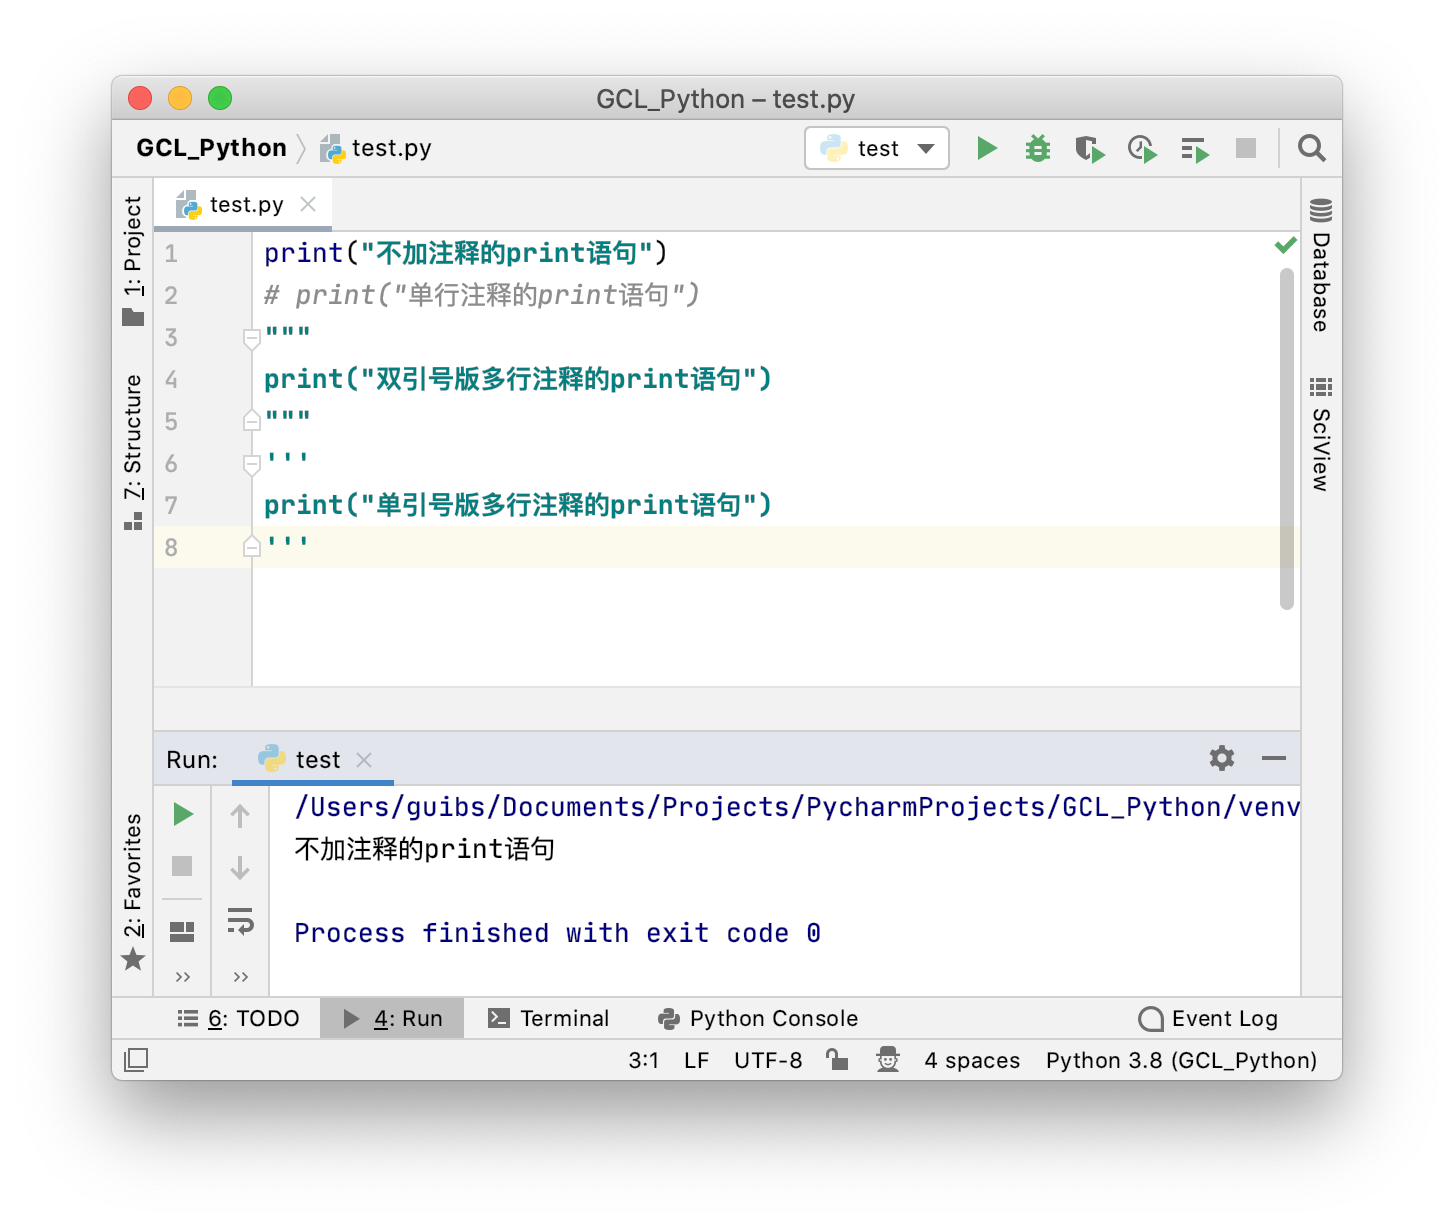 GCL_Python – test.py
GCL_Python test.py test
test.py
1: Project
7: Structure
2: Favorites
1 print("不加注释的print语句")
2 # print("单行注释的print语句")
3 """
4 print("双引号版多行注释的print语句")
5 """
6 '''
7 print("单引号版多行注释的print语句")
8 '''
Database
SciView
Run: test
/Users/guibs/Documents/Projects/PycharmProjects/GCL_Python/venv
不加注释的print语句
Process finished with exit code 0
6: TODO 4: Run Terminal Python Console Event Log
3:1 LF UTF-8 4 spaces Python 3.8 (GCL_Python)